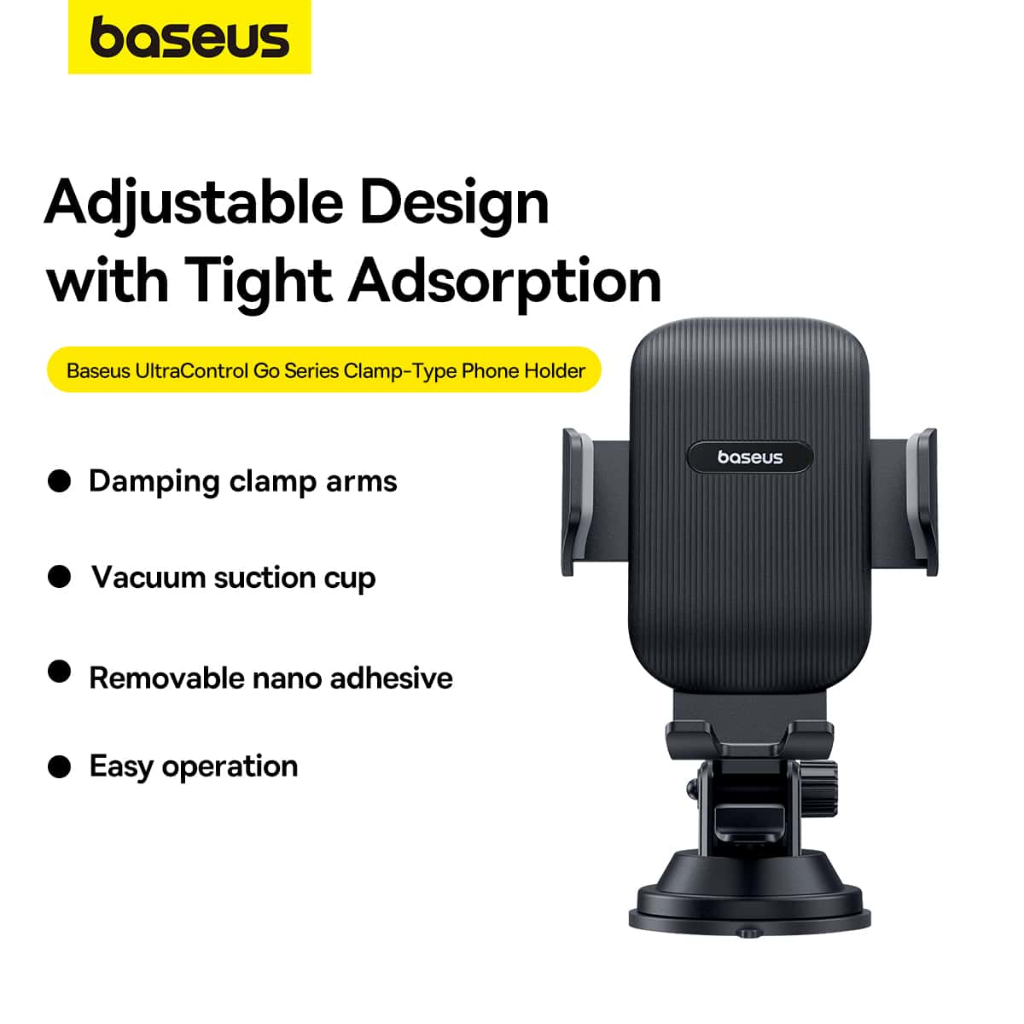 baseus
Adjustable Design
with Tight Adsorption
Baseus UltraControl Go Series Clamp-Type Phone Holder
Damping clamp arms
Vacuum suction cup
Removable nano adhesive
Easy operation
baseus